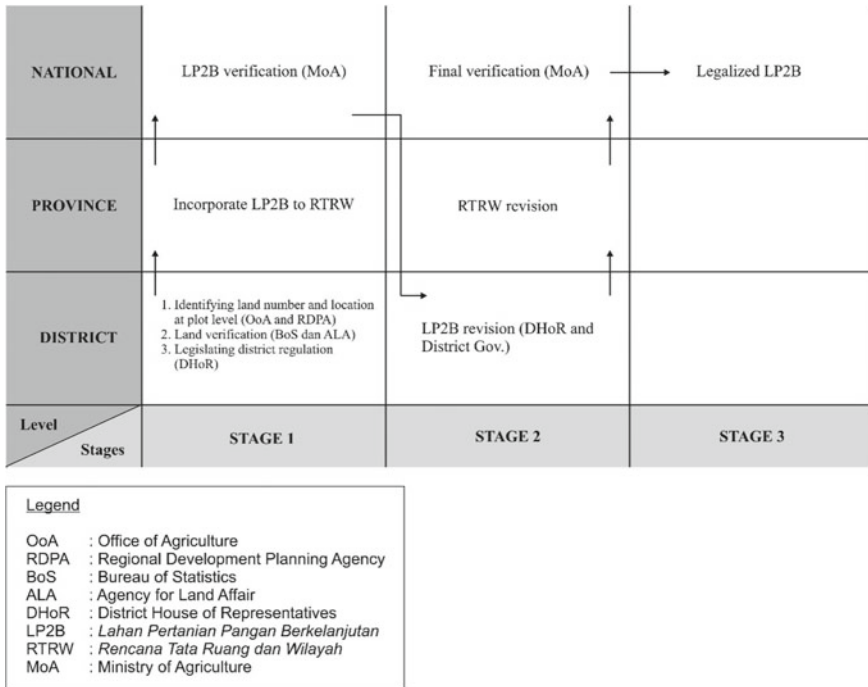 NATIONAL
LP2B verification (MoA)
Final verification (MoA)
Legalized LP2B
PROVINCE
Incorporate LP2B to RTRW
RTRW revision
DISTRICT
1. Identifying land number and location
at plot level (OoA and RDPA)
2. Land verification (BoS dan ALA)
3. Legislating district regulation
(DHoR)
LP2B revision (DHoR and
District Gov.)
Level
Stages
STAGE 1
STAGE 2
STAGE 3
Legend
OoA : Office of Agriculture
RDPA : Regional Development Planning Agency
BoS : Bureau of Statistics
ALA : Agency for Land Affair
DHoR : District House of Representatives
LP2B : Lahan Pertanian Pangan Berkelanjutan
RTRW : Rencana Tata Ruang dan Wilayah
MoA : Ministry of Agriculture